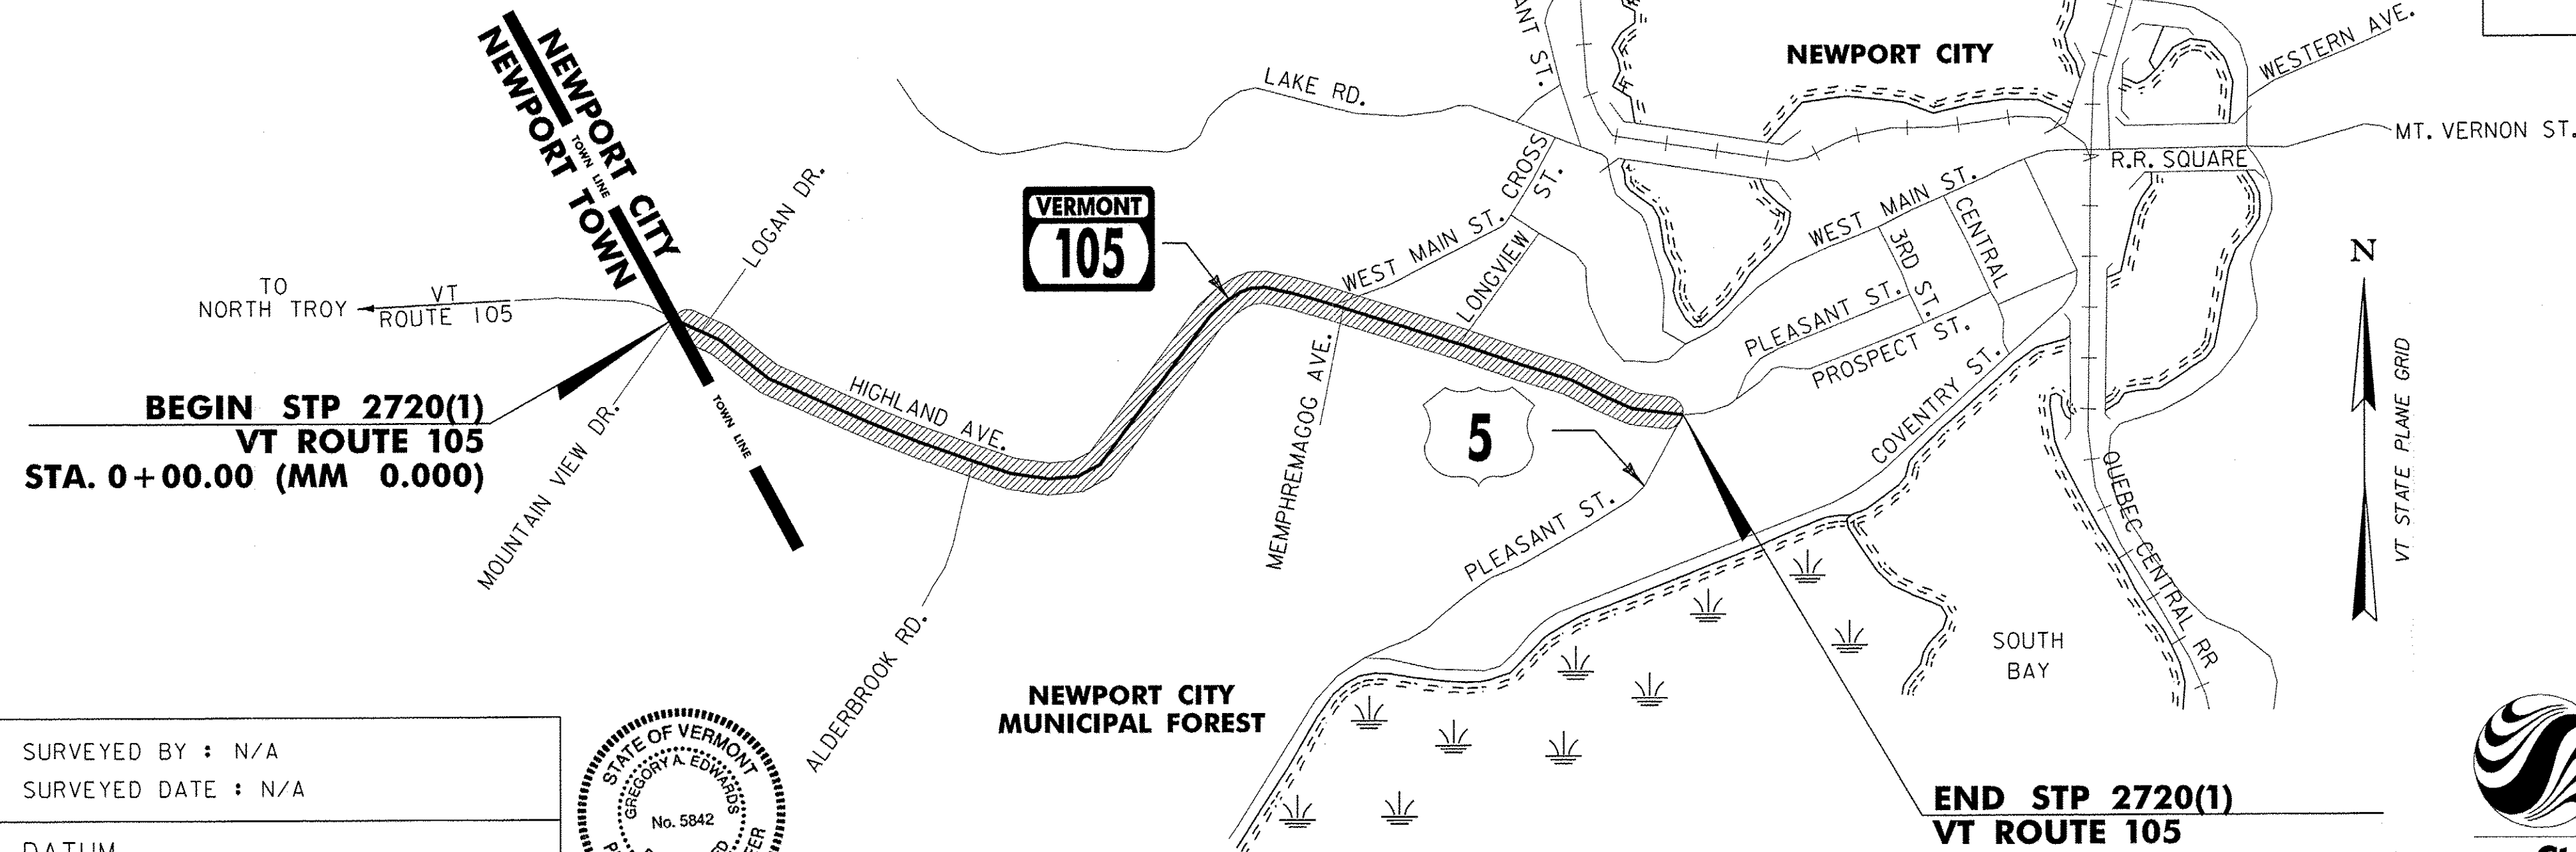 NEWPORT CITY
NEWPORT TOWN
TOWN LINE
LOGAN DR.
LAKE RD.
ANT ST.
NEWPORT CITY
WESTERN AVE.
MT. VERNON ST.
R.R. SQUARE
VERMONT
105
CROSS
ST.
WEST MAIN ST.
LONGVIEW
WEST MAIN ST.
CENTRAL
3RD ST.
PLEASANT ST.
PROSPECT ST.
COVENTRY ST.
N
VT STATE PLANE GRID
TO
NORTH TROY
VT
ROUTE 105
BEGIN STP 2720(1)
VT ROUTE 105
STA. 0+00.00 (MM 0.000)
MOUNTAIN VIEW DR.
TOWN LINE
HIGHLAND AVE.
ALDERBROOK RD.
MEMPHREMAGOG AVE.
5
PLEASANT ST.
QUEBEC CENTRAL RR
SOUTH
BAY
NEWPORT CITY
MUNICIPAL FOREST
END STP 2720(1)
VT ROUTE 105
SURVEYED BY : N/A
SURVEYED DATE : N/A
DATUM
STATE OF VERMONT
GREGORY A. EDWARDS
No. 5842